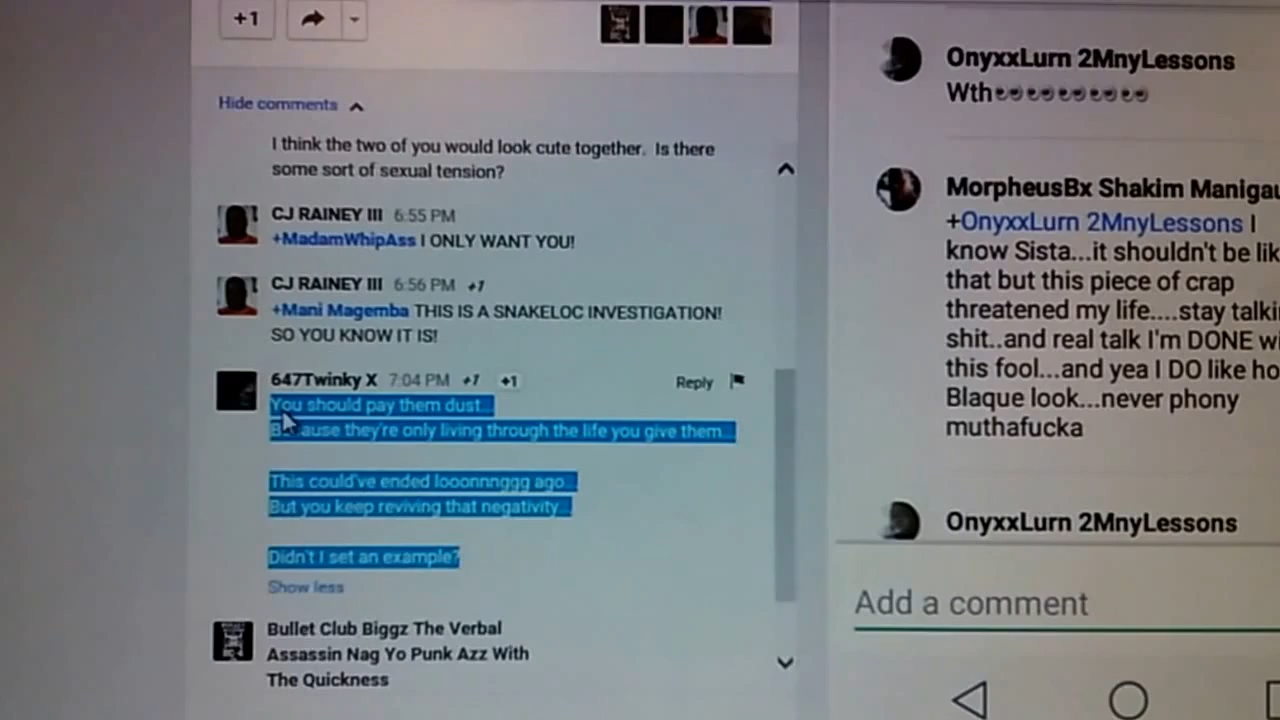 +1
Hide comments
I think the two of you would look cute together. Is there
some sort of sexual tension?
CJ RAINEY III 6:55 PM
+MadamWhipAss I ONLY WANT YOU!
CJ RAINEY III 6:56 PM +1
+Mani Magemba THIS IS A SNAKELOC INVESTIGATION!
SO YOU KNOW IT IS!
647Twinky X 7:04 PM +1 +1 Reply
You should pay them dust...
Because they're only living through the life you give them...
This could've ended looonnnggg ago...
But you keep reviving that negativity...
Didn't I set an example?
Show less
Bullet Club Biggz The Verbal
Assassin Nag Yo Punk Azz With
The Quickness
OnyxxLurn 2MnyLessons
Wth
MorpheusBx Shakim Manigau
+OnyxxLurn 2MnyLessons I
know Sista...it shouldn't be lik
that but this piece of crap
threatened my life....stay talki
shit..and real talk I'm DONE w
this fool...and yea I DO like ho
Blaque look...never phony
muthafucka
OnyxxLurn 2MnyLessons
Add a comment